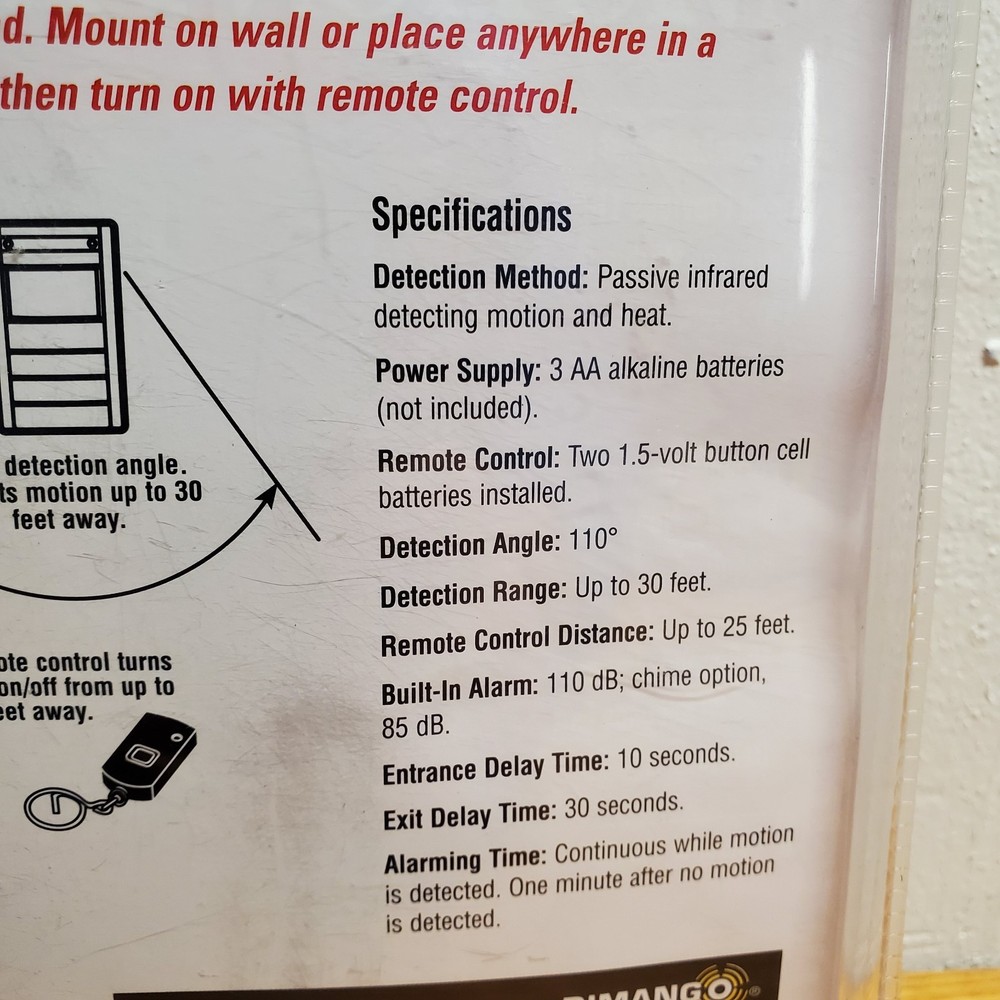 d. Mount on wall or place anywhere in a
then turn on with remote control.
detection angle.
ts motion up to 30
feet away.
ote control turns
on/off from up to
eet away.
Specifications
Detection Method: Passive infrared
detecting motion and heat.
Power Supply: 3 AA alkaline batteries
(not included).
Remote Control: Two 1.5-volt button cell
batteries installed.
Detection Angle: 110°
Detection Range: Up to 30 feet.
Remote Control Distance: Up to 25 feet.
Built-In Alarm: 110 dB; chime option,
85 dB.
Entrance Delay Time: 10 seconds.
Exit Delay Time: 30 seconds.
Alarming Time: Continuous while motion
is detected. One minute after no motion
is detected.
DIMANGO®